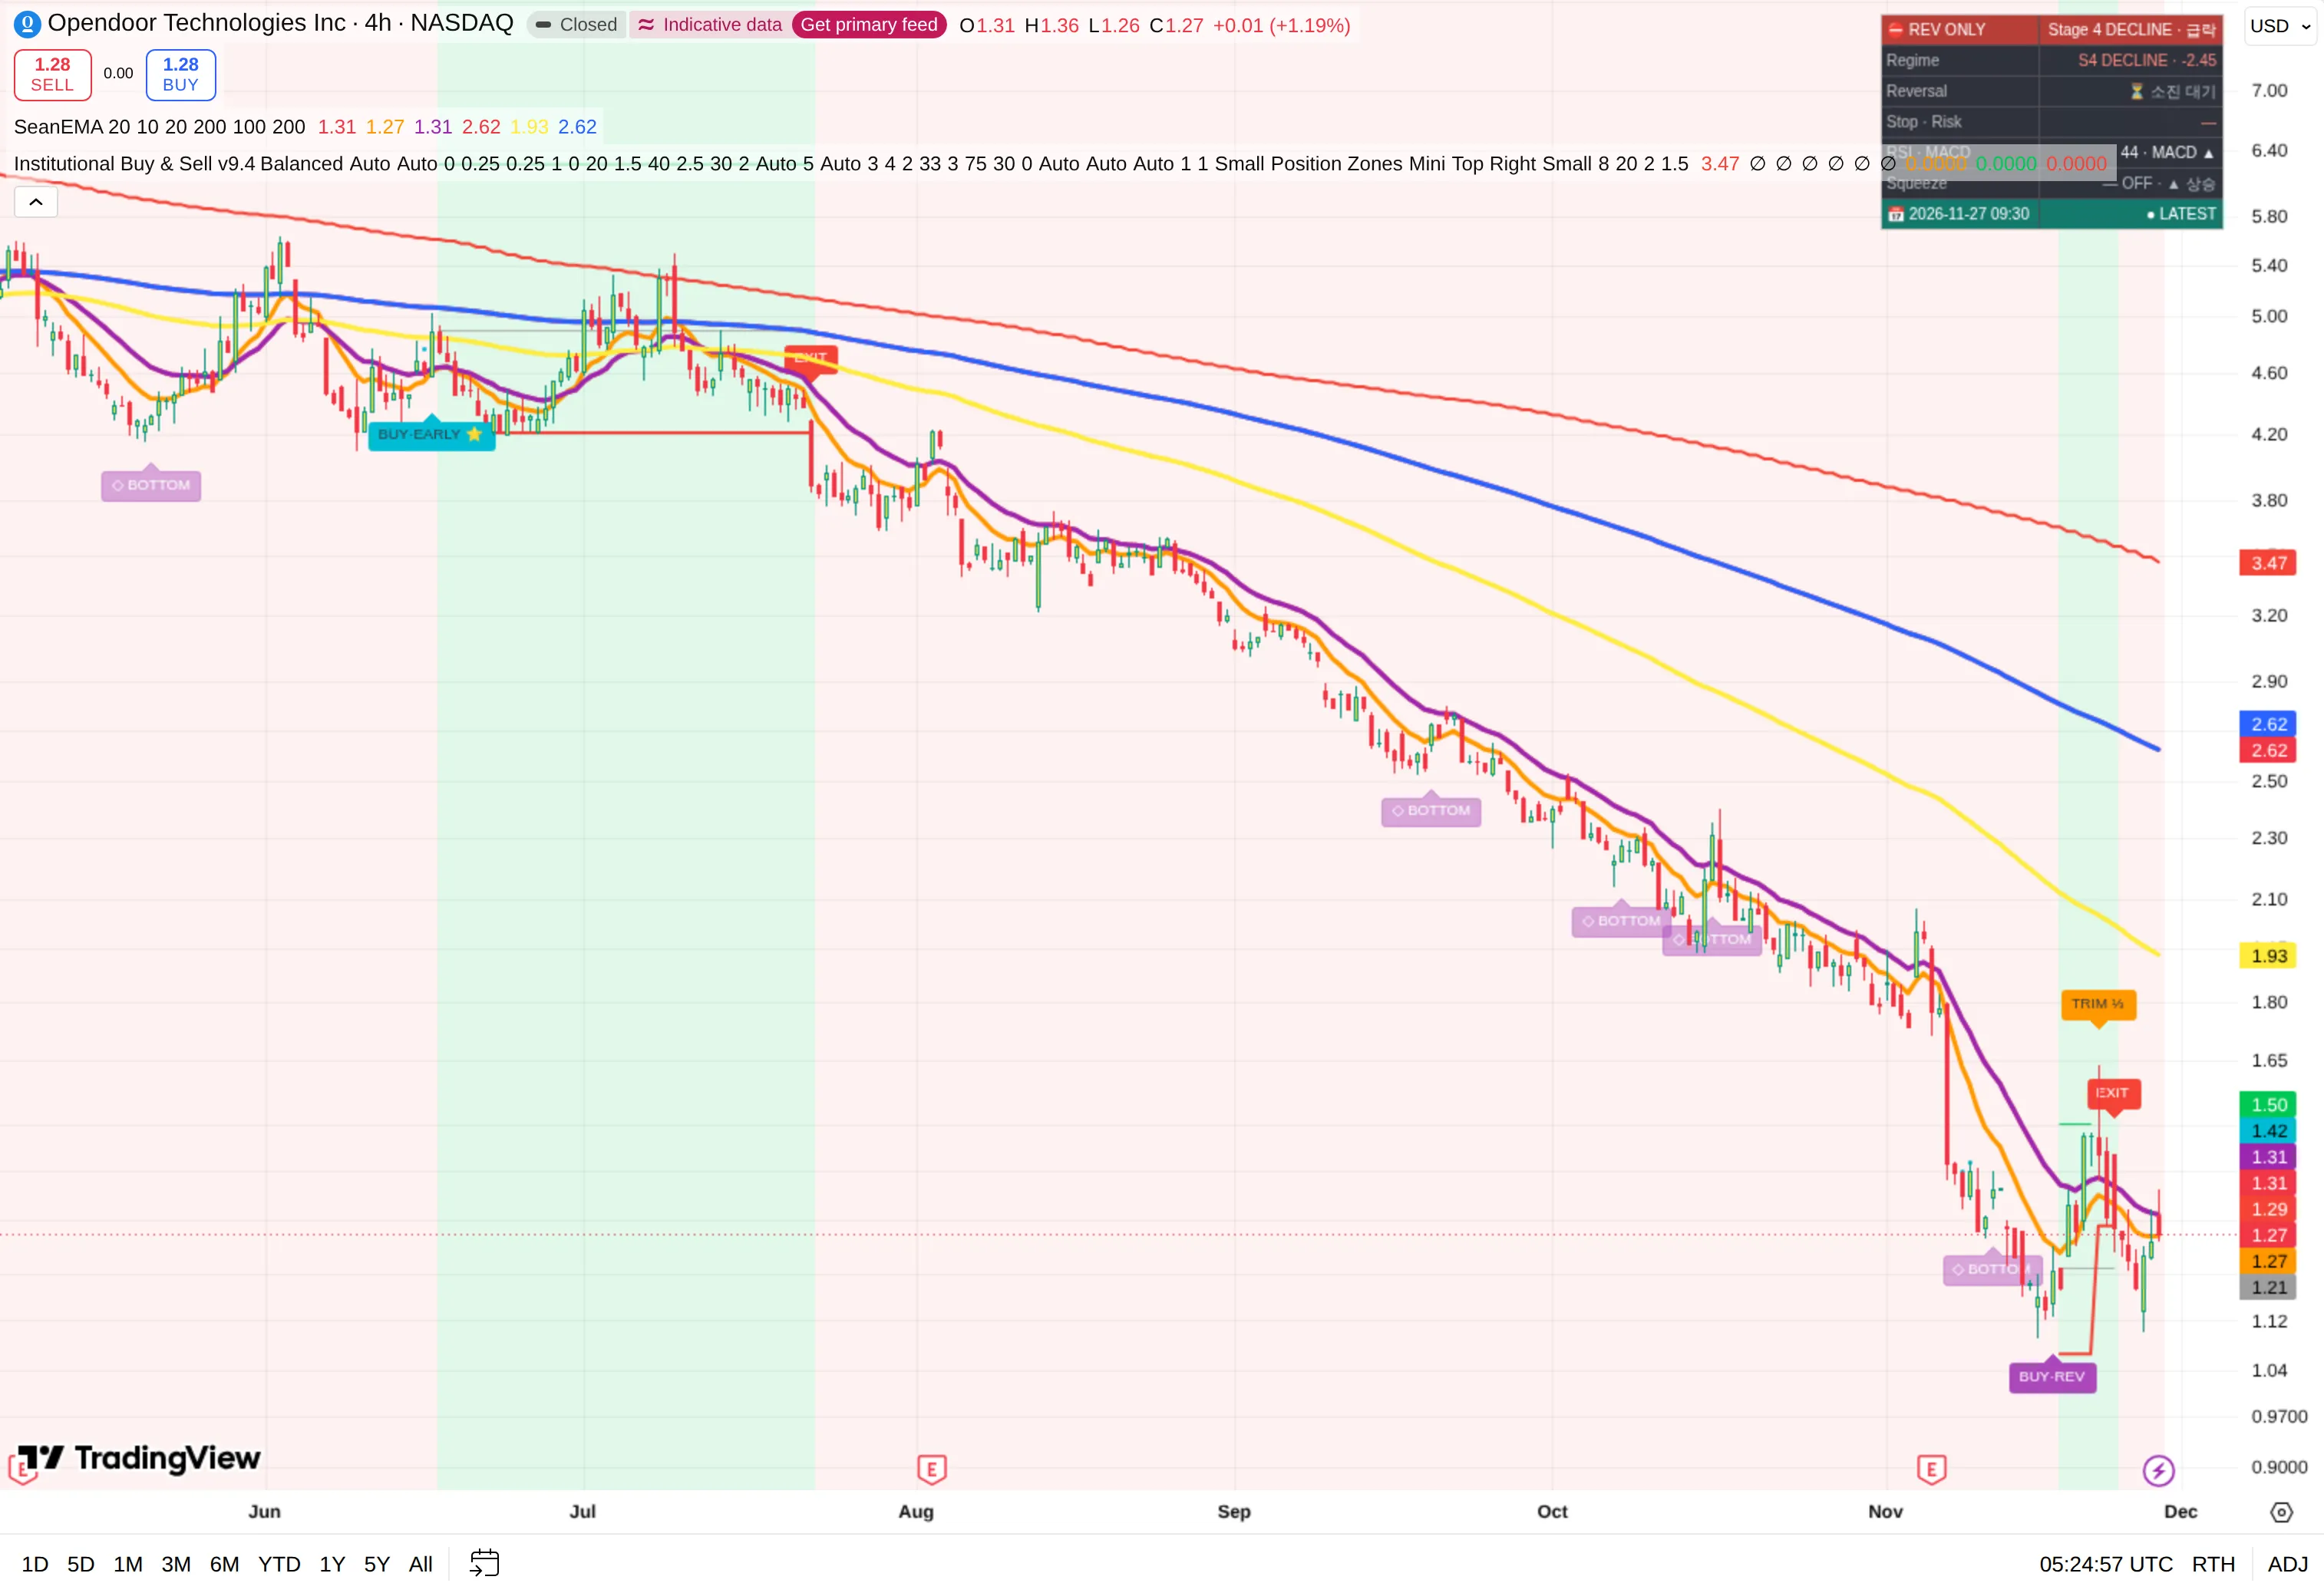 Opendoor Technologies Inc · 4h · NASDAQ Closed Indicative data Get primary feed O1.31 H1.36 L1.26 C1.27 +0.01 (+1.19%)
1.28 SELL 0.00 1.28 BUY
SeanEMA 20 10 20 200 100 200 1.31 1.27 1.31 2.62 1.93 2.62
Institutional Buy & Sell v9.4 Balanced Auto Auto 0 0.25 0.25 1 0 20 1.5 40 2.5 30 2 Auto 5 Auto 3 4 2 33 3 75 30 0 Auto Auto Auto 1 1 Small Position Zones Mini Top Right Small 8 20 2 1.5 3.47 ∅ ∅ ∅ ∅ ∅ ∅ 0.0000 0.0000 0.0000
⛔ REV ONLY Stage 4 DECLINE · 급락
Regime S4 DECLINE · -2.45
Reversal ⏳ 소진 대기
Stop · Risk —
RSI · MACD 44 · MACD ▲
Squeeze — OFF · ▲ 상승
📅 2026-11-27 09:30 ● LATEST
USD
7.00
6.40
5.80
5.40
5.00
4.60
4.20
3.80
3.47
3.20
2.90
2.62
2.62
2.50
2.30
2.10
1.93
1.80
1.65
1.50
1.42
1.31
1.31
1.29
1.27
1.27
1.21
1.12
1.04
0.9700
0.9000
EXIT
BUY·EARLY ⭐
◇ BOTTOM
◇ BOTTOM
◇ BOTTOM
◇ BOTTOM
TRIM ⅓
EXIT
◇ BOTTOM
BUY·REV
TradingView
E E E
Jun Jul Aug Sep Oct Nov Dec
1D 5D 1M 3M 6M YTD 1Y 5Y All 05:24:57 UTC RTH ADJ